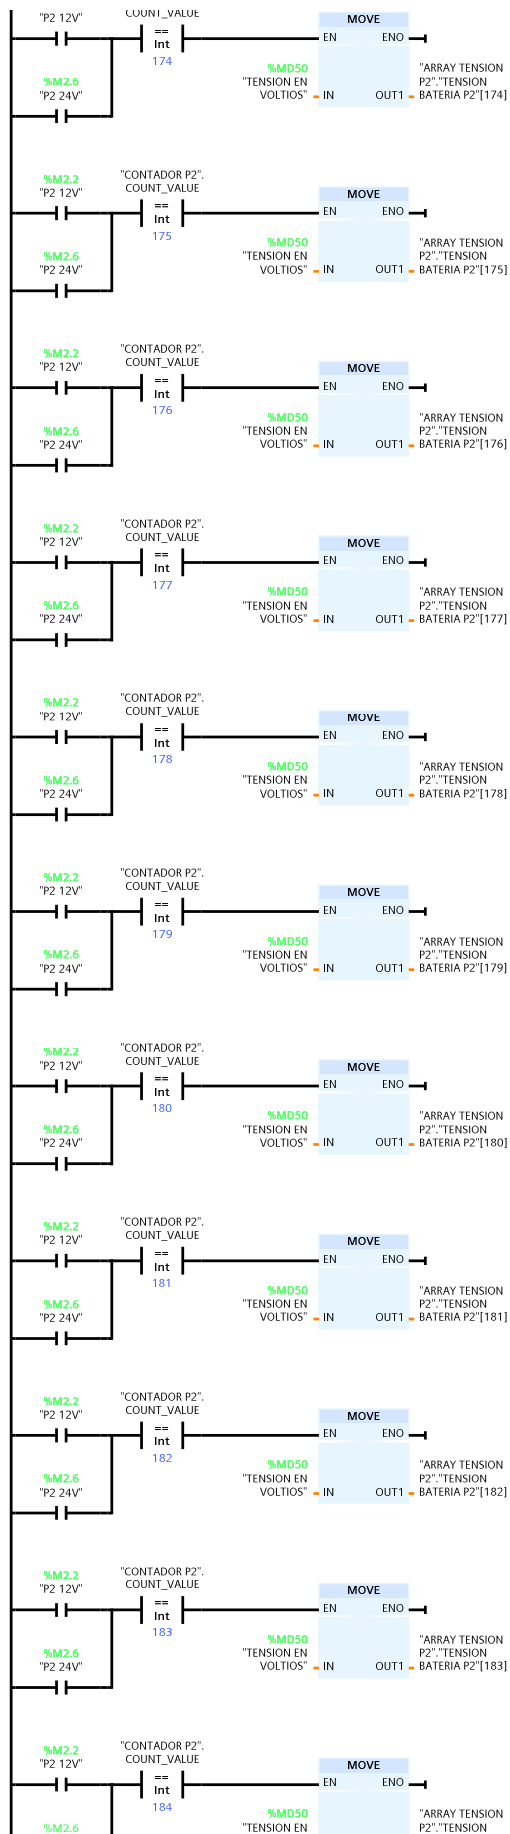 COUNT_VALUE
"P2 12V"
==
Int
174
MOVE
EN ENO
%M2.6
"P2 24V"
%MD50
"TENSION EN
VOLTIOS" IN
OUT1
"ARRAY TENSION
P2"."TENSION
BATERIA P2"[174]
"CONTADOR P2".
COUNT_VALUE
%M2.2
"P2 12V"
==
Int
175
MOVE
EN ENO
%M2.6
"P2 24V"
%MD50
"TENSION EN
VOLTIOS" IN
OUT1
"ARRAY TENSION
P2"."TENSION
BATERIA P2"[175]
"CONTADOR P2".
COUNT_VALUE
%M2.2
"P2 12V"
==
Int
176
MOVE
EN ENO
%M2.6
"P2 24V"
%MD50
"TENSION EN
VOLTIOS" IN
OUT1
"ARRAY TENSION
P2"."TENSION
BATERIA P2"[176]
"CONTADOR P2".
COUNT_VALUE
%M2.2
"P2 12V"
==
Int
177
MOVE
EN ENO
%M2.6
"P2 24V"
%MD50
"TENSION EN
VOLTIOS" IN
OUT1
"ARRAY TENSION
P2"."TENSION
BATERIA P2"[177]
"CONTADOR P2".
COUNT_VALUE
%M2.2
"P2 12V"
==
Int
178
MOVE
EN ENO
%M2.6
"P2 24V"
%MD50
"TENSION EN
VOLTIOS" IN
OUT1
"ARRAY TENSION
P2"."TENSION
BATERIA P2"[178]
"CONTADOR P2".
COUNT_VALUE
%M2.2
"P2 12V"
==
Int
179
MOVE
EN ENO
%M2.6
"P2 24V"
%MD50
"TENSION EN
VOLTIOS" IN
OUT1
"ARRAY TENSION
P2"."TENSION
BATERIA P2"[179]
"CONTADOR P2".
COUNT_VALUE
%M2.2
"P2 12V"
==
Int
180
MOVE
EN ENO
%M2.6
"P2 24V"
%MD50
"TENSION EN
VOLTIOS" IN
OUT1
"ARRAY TENSION
P2"."TENSION
BATERIA P2"[180]
"CONTADOR P2".
COUNT_VALUE
%M2.2
"P2 12V"
==
Int
181
MOVE
EN ENO
%M2.6
"P2 24V"
%MD50
"TENSION EN
VOLTIOS" IN
OUT1
"ARRAY TENSION
P2"."TENSION
BATERIA P2"[181]
"CONTADOR P2".
COUNT_VALUE
%M2.2
"P2 12V"
==
Int
182
MOVE
EN ENO
%M2.6
"P2 24V"
%MD50
"TENSION EN
VOLTIOS" IN
OUT1
"ARRAY TENSION
P2"."TENSION
BATERIA P2"[182]
"CONTADOR P2".
COUNT_VALUE
%M2.2
"P2 12V"
==
Int
183
MOVE
EN ENO
%M2.6
"P2 24V"
%MD50
"TENSION EN
VOLTIOS" IN
OUT1
"ARRAY TENSION
P2"."TENSION
BATERIA P2"[183]
"CONTADOR P2".
COUNT_VALUE
%M2.2
"P2 12V"
==
Int
184
MOVE
EN ENO
%M2.6
%MD50
"TENSION EN
"ARRAY TENSION
P2"."TENSION